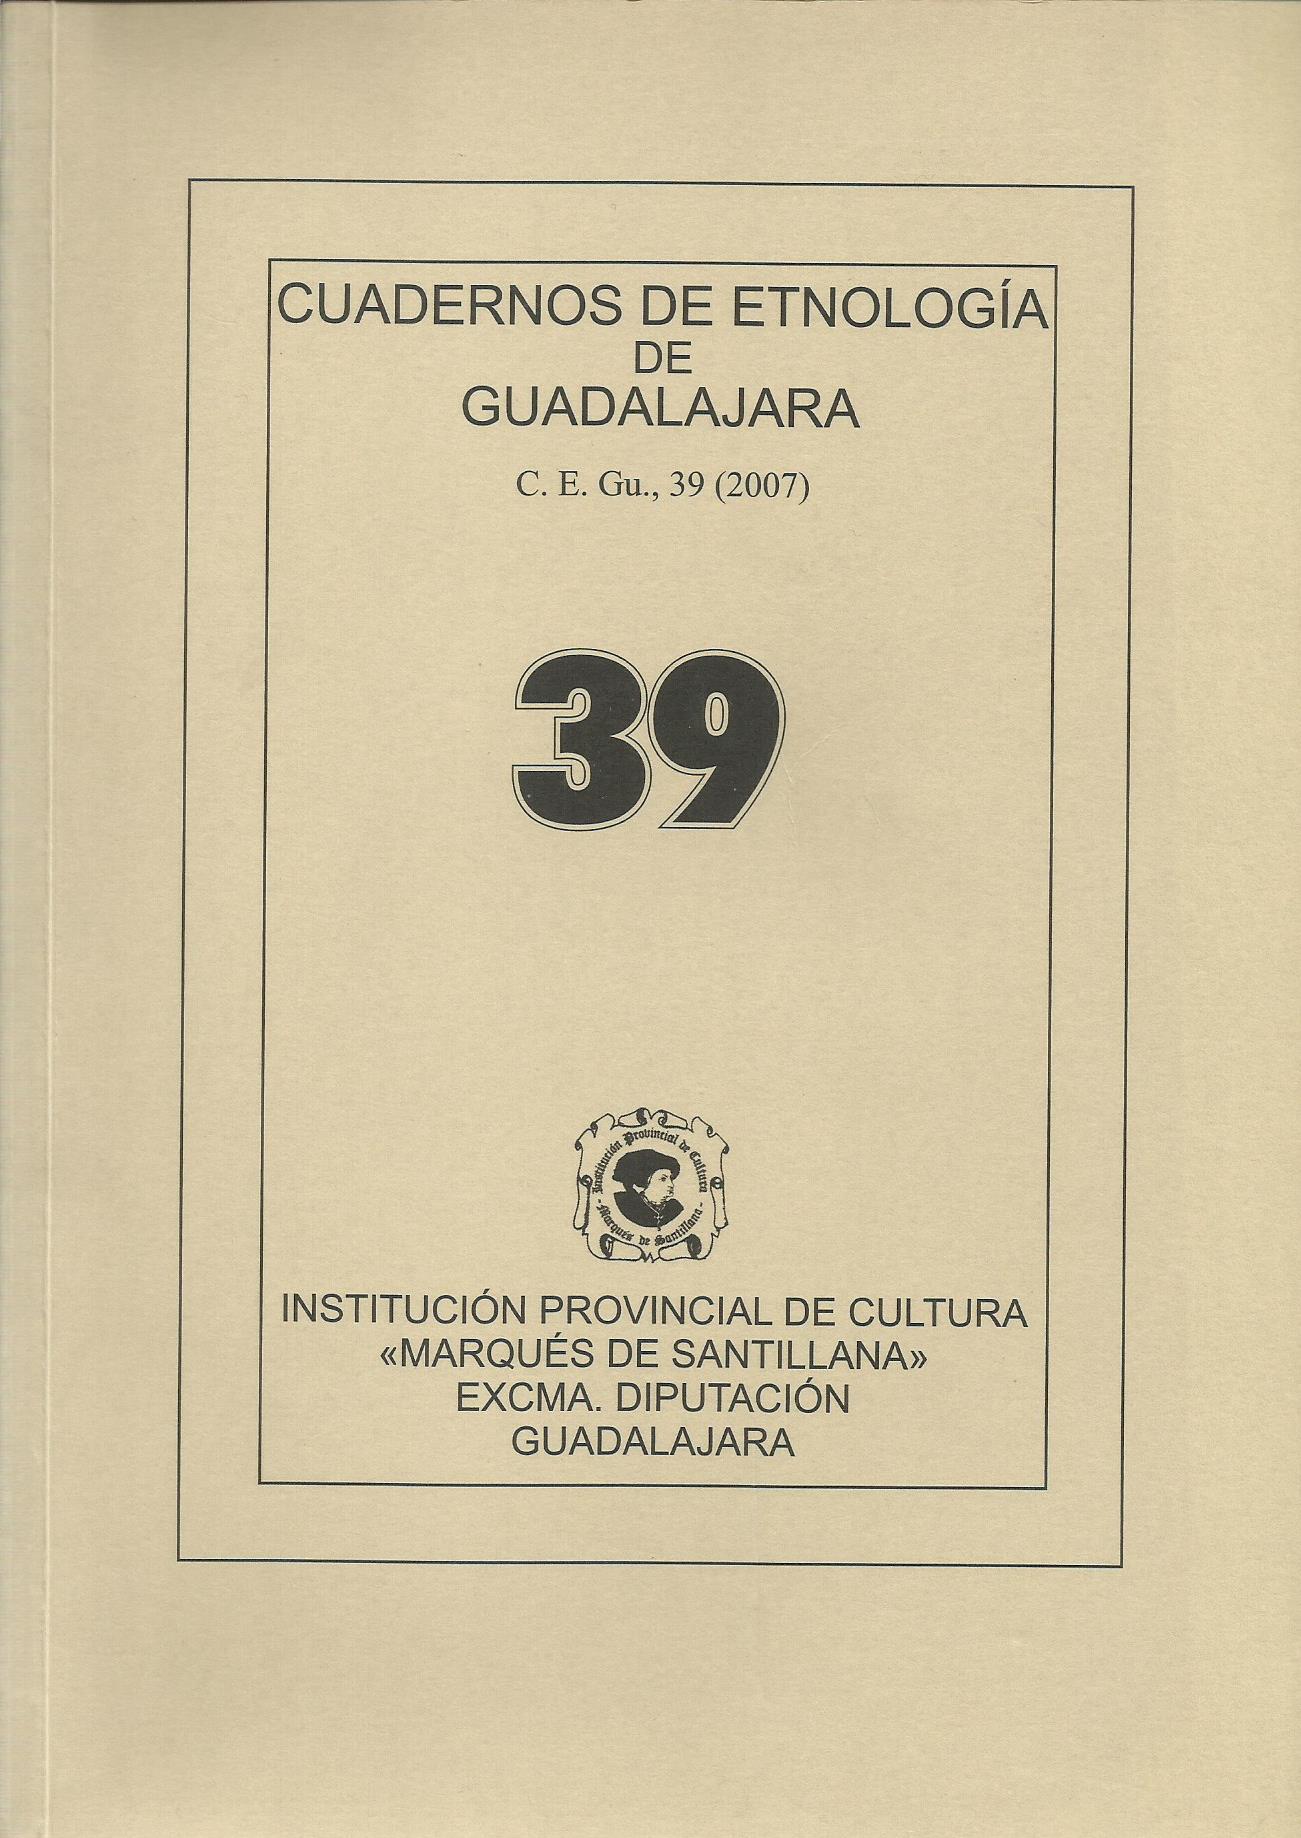 CUADERNOS DE ETNOLOGÍA
DE
GUADALAJARA
C. E. Gu., 39 (2007)
39
Institución Provincial de Cultura
- Marqués de Santillana -
INSTITUCIÓN PROVINCIAL DE CULTURA
«MARQUÉS DE SANTILLANA»
EXCMA. DIPUTACIÓN
GUADALAJARA